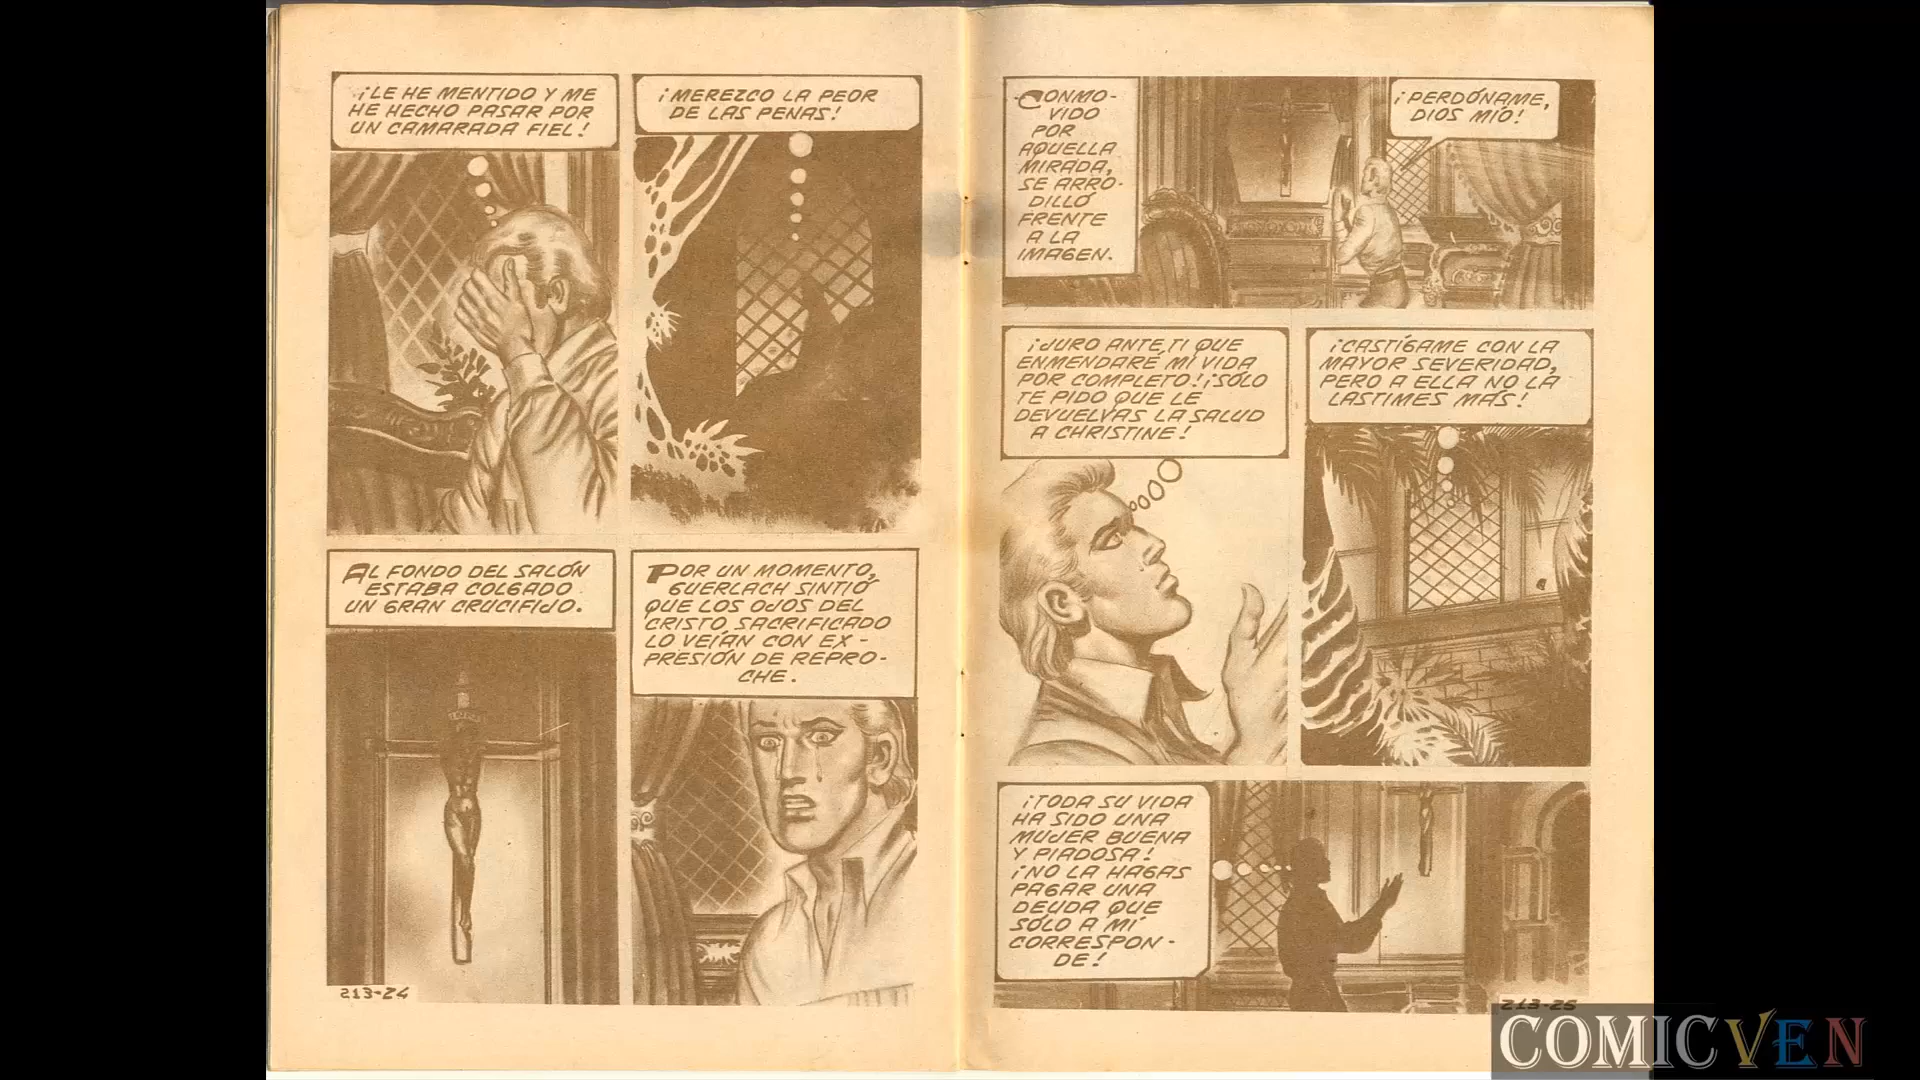 ¡LE HE MENTIDO Y ME
HE HECHO PASAR POR
UN CAMARADA FIEL!
¡MEREZCO LA PEOR
DE LAS PENAS!
AL FONDO DEL SALÓN
ESTABA COLGADO
UN GRAN CRUCIFIJO.
POR UN MOMENTO,
GUERLACH SINTIÓ
QUE LOS OJOS DEL
CRISTO SACRIFICADO
LO VEÍAN CON EX-
PRESIÓN DE REPRO-
CHE.
213-24
CONMO-
VIDO
POR
AQUELLA
MIRADA,
SE ARRO-
DILLÓ
FRENTE
A LA
IMAGEN.
¡PERDÓNAME,
DIOS MÍO!
¡JURO ANTE TI QUE
ENMENDARÉ MI VIDA
POR COMPLETO! ¡SÓLO
TE PIDO QUE LE
DEVUELVAS LA SALUD
A CHRISTINE!
¡CASTÍGAME CON LA
MAYOR SEVERIDAD,
PERO A ELLA NO LA
LASTIMES MÁS!
¡TODA SU VIDA
HA SIDO UNA
MUJER BUENA
Y PIADOSA!
¡NO LA HAGAS
PAGAR UNA
DEUDA QUE
SÓLO A MÍ
CORRESPON-
DE!
213-25
COMICVEN